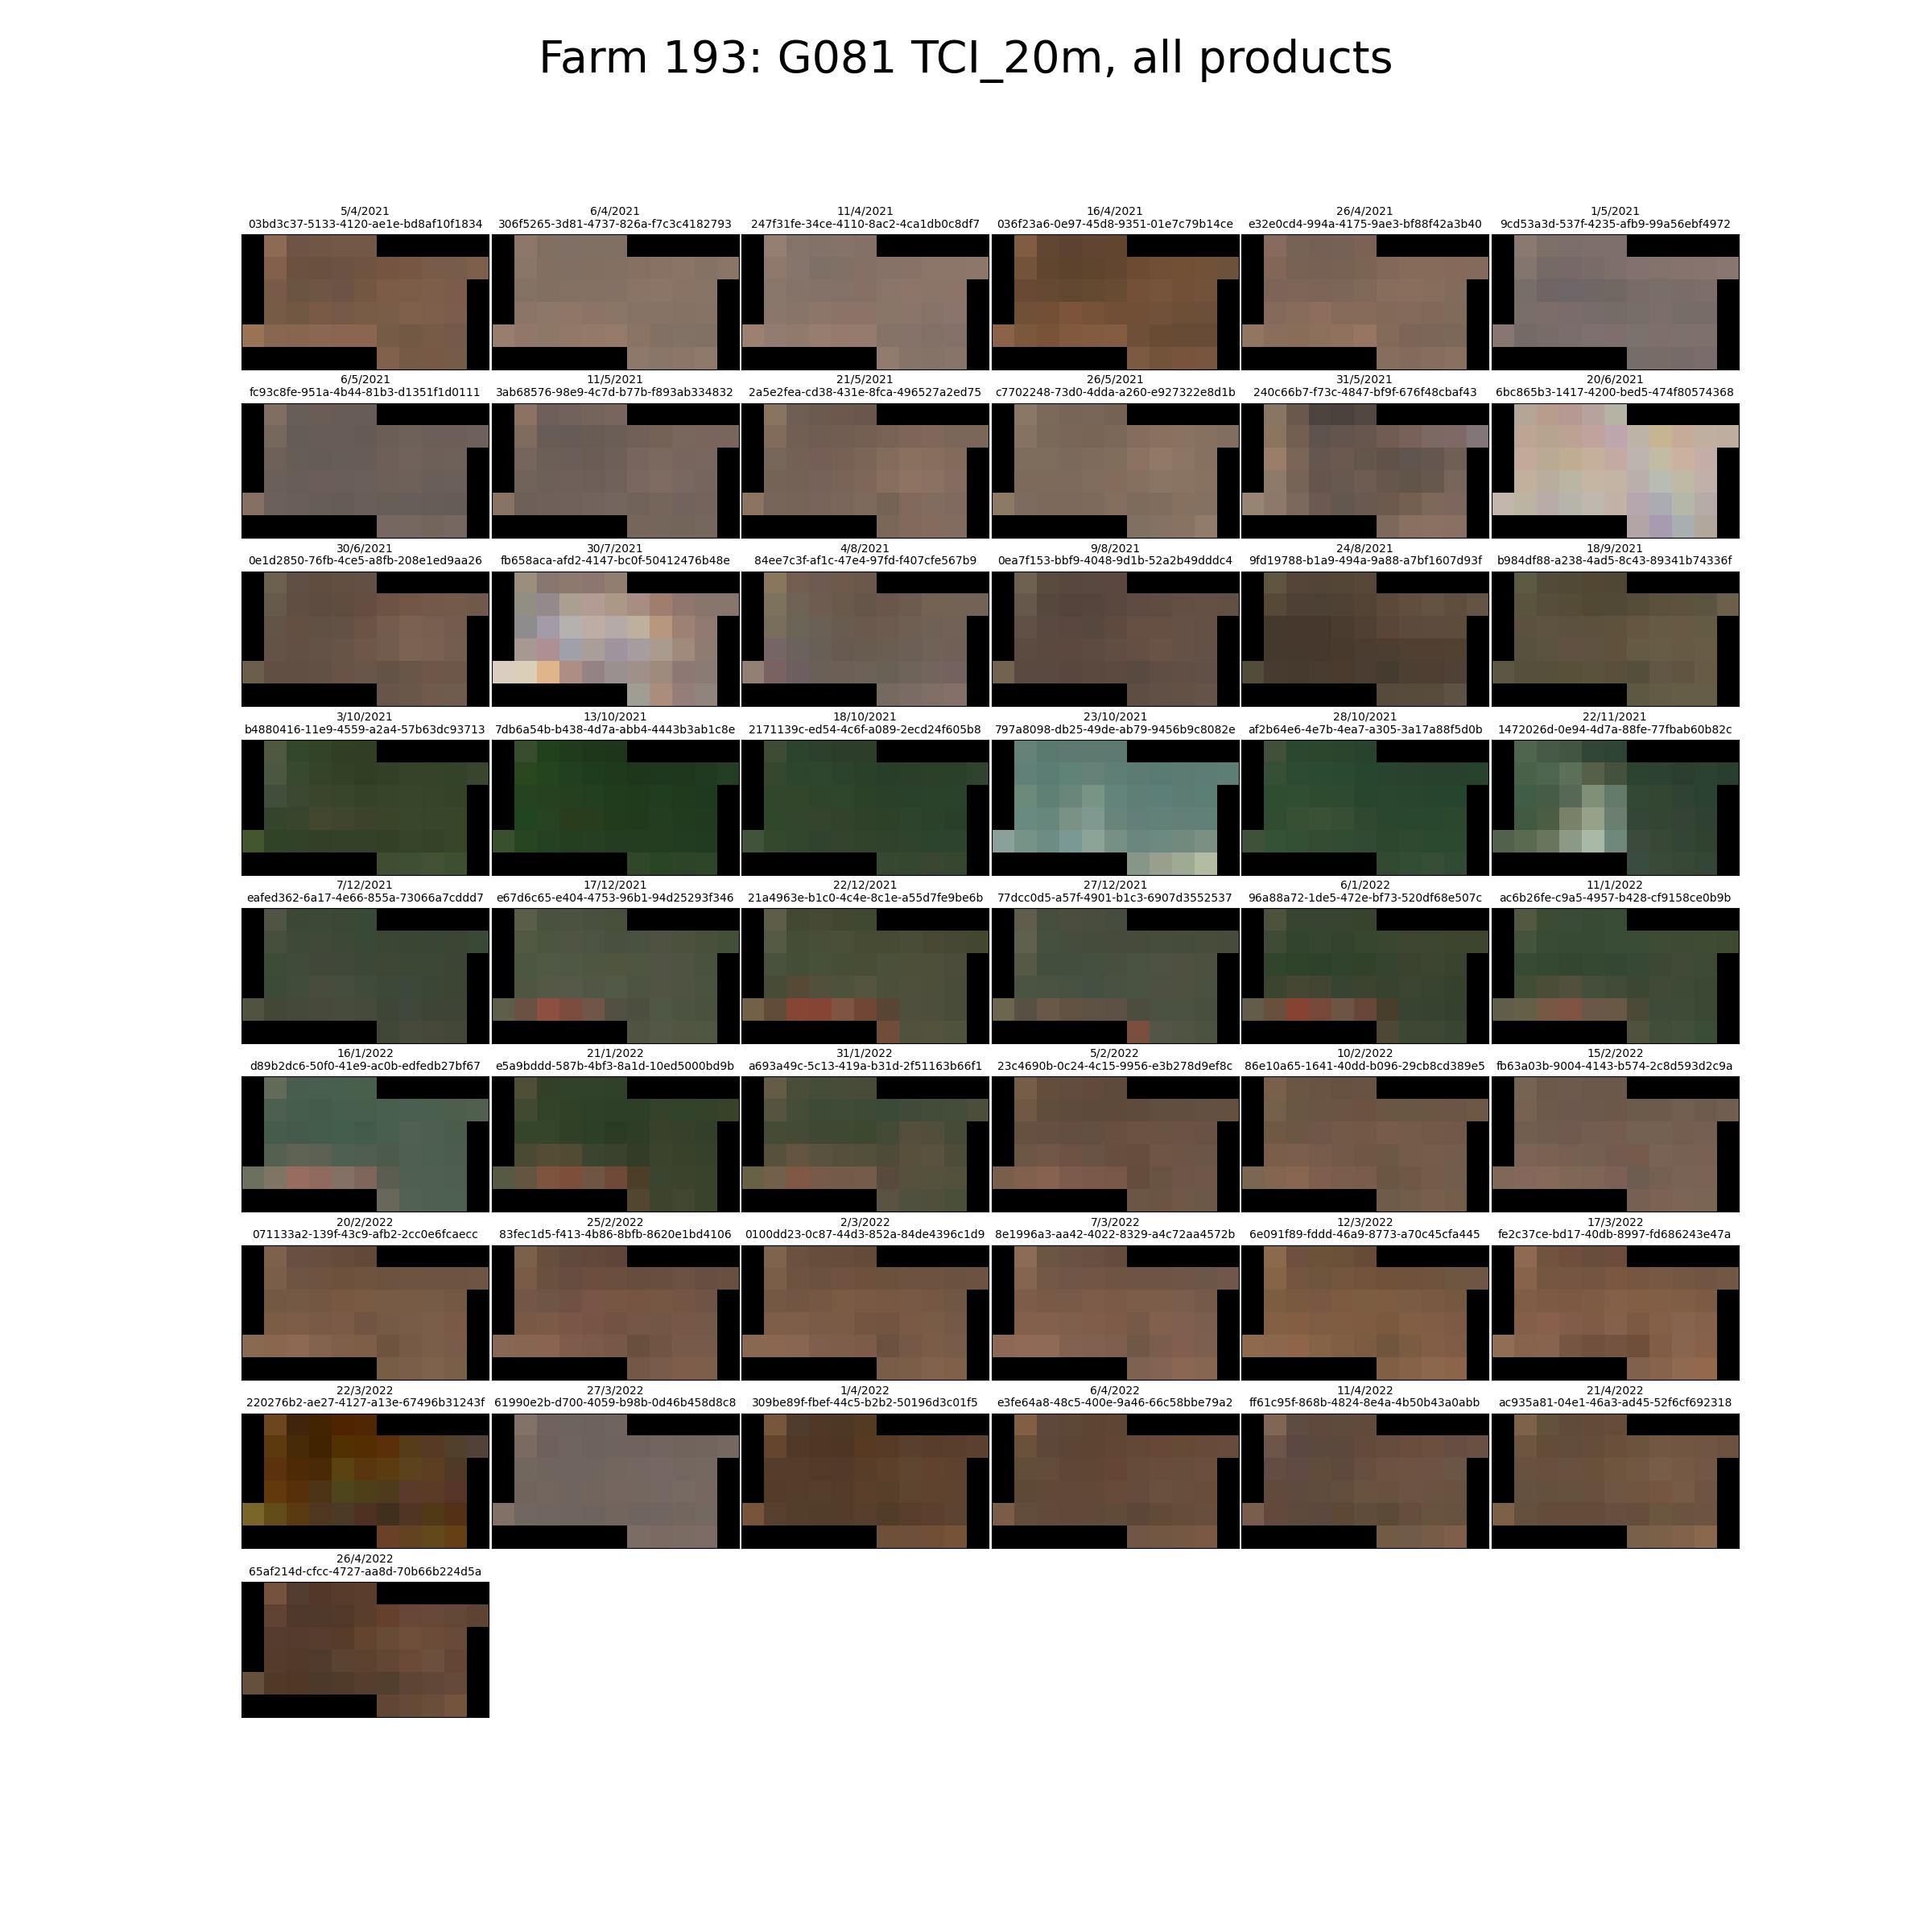 Farm 193: G081 TCI_20m, all products
5/4/2021 6/4/2021 11/4/2021 16/4/2021 26/4/2021 1/5/2021
03bd3c37-5133-4120-ae1e-bd8af10f1834 306f5265-3d81-4737-826a-f7c3c4182793 247f31fe-34ce-4110-8ac2-4ca1db0c8df7 036f23a6-0e97-45d8-9351-01e7c79b14ce e32e0cd4-994a-4175-9ae3-bf88f42a3b40 9cd53a3d-537f-4235-afb9-99a56ebf4972
6/5/2021 11/5/2021 21/5/2021 26/5/2021 31/5/2021 20/6/2021
fc93c8fe-951a-4b44-81b3-d1351f1d0111 3ab68576-98e9-4c7d-b77b-f893ab334832 2a5e2fea-cd38-431e-8fca-496527a2ed75 c7702248-73d0-4dda-a260-e927322e8d1b 240c66b7-f73c-4847-bf9f-676f48cbaf43 6bc865b3-1417-4200-bed5-474f80574368
30/6/2021 30/7/2021 4/8/2021 9/8/2021 24/8/2021 18/9/2021
0e1d2850-76fb-4ce5-a8fb-208e1ed9aa26 fb658aca-afd2-4147-bc0f-50412476b48e 84ee7c3f-af1c-47e4-97fd-f407cfe567b9 0ea7f153-bbf9-4048-9d1b-52a2b49dddc4 9fd19788-b1a9-494a-9a88-a7bf1607d93f b984df88-a238-4ad5-8c43-89341b74336f
3/10/2021 13/10/2021 18/10/2021 23/10/2021 28/10/2021 22/11/2021
b4880416-11e9-4559-a2a4-57b63dc93713 7db6a54b-b438-4d7a-abb4-4443b3ab1c8e 2171139c-ed54-4c6f-a089-2ecd24f605b8 797a8098-db25-49de-ab79-9456b9c8082e af2b64e6-4e7b-4ea7-a305-3a17a88f5d0b 1472026d-0e94-4d7a-88fe-77fbab60b82c
7/12/2021 17/12/2021 22/12/2021 27/12/2021 6/1/2022 11/1/2022
eafed362-6a17-4e66-855a-73066a7cddd7 e67d6c65-e404-4753-96b1-94d25293f346 21a4963e-b1c0-4c4e-8c1e-a55d7fe9be6b 77dcc0d5-a57f-4901-b1c3-6907d3552537 96a88a72-1de5-472e-bf73-520df68e507c ac6b26fe-c9a5-4957-b428-cf9158ce0b9b
16/1/2022 21/1/2022 31/1/2022 5/2/2022 10/2/2022 15/2/2022
d89b2dc6-50f0-41e9-ac0b-edfedb27bf67 e5a9bddd-587b-4bf3-8a1d-10ed5000bd9b a693a49c-5c13-419a-b31d-2f51163b66f1 23c4690b-0c24-4c15-9956-e3b278d9ef8c 86e10a65-1641-40dd-b096-29cb8cd389e5 fb63a03b-9004-4143-b574-2c8d593d2c9a
20/2/2022 25/2/2022 2/3/2022 7/3/2022 12/3/2022 17/3/2022
071133a2-139f-43c9-afb2-2cc0e6fcaecc 83fec1d5-f413-4b86-8bfb-8620e1bd4106 0100dd23-0c87-44d3-852a-84de4396c1d9 8e1996a3-aa42-4022-8329-a4c72aa4572b 6e091f89-fddd-46a9-8773-a70c45cfa445 fe2c37ce-bd17-40db-8997-fd686243e47a
22/3/2022 27/3/2022 1/4/2022 6/4/2022 11/4/2022 21/4/2022
220276b2-ae27-4127-a13e-67496b31243f 61990e2b-d700-4059-b98b-0d46b458d8c8 309be89f-fbef-44c5-b2b2-50196d3c01f5 e3fe64a8-48c5-400e-9a46-66c58bbe79a2 ff61c95f-868b-4824-8e4a-4b50b43a0abb ac935a81-04e1-46a3-ad45-52f6cf692318
26/4/2022
65af214d-cfcc-4727-aa8d-70b66b224d5a